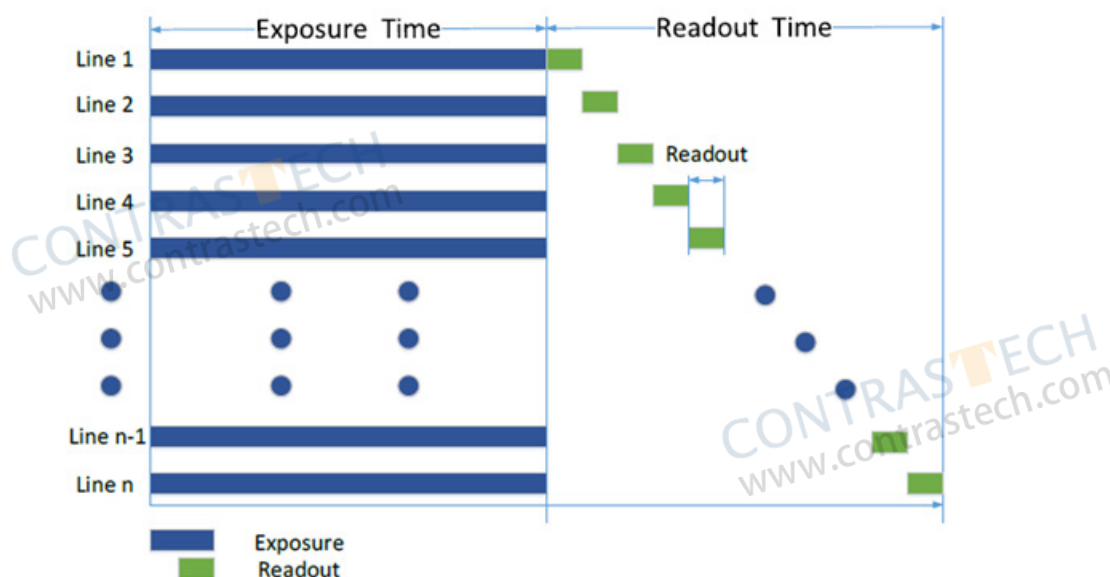 Exposure Time Readout Time
Line 1
Line 2
Line 3
Readout
Line 4
Line 5
CONTRASTECH
www.contrastech.com
Line n-1
Line n
CONTRASTECH
www.contrastech.com
Exposure
Readout